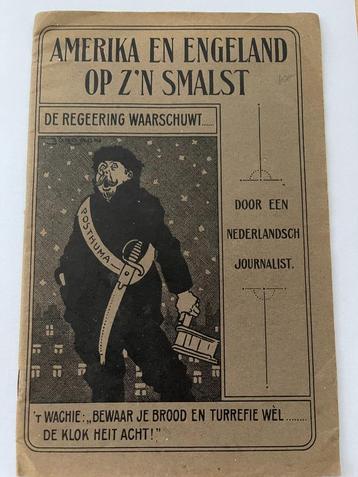 AMERIKA EN ENGELAND
OP Z'N SMALST
DE REGEERING WAARSCHUWT.....
POSTHUMA
DOOR EEN
NEDERLANDSCH
JOURNALIST.
'T WACHIE: „BEWAAR JE BROOD EN TURREFIE WÈL ........
DE KLOK HEIT ACHT!"